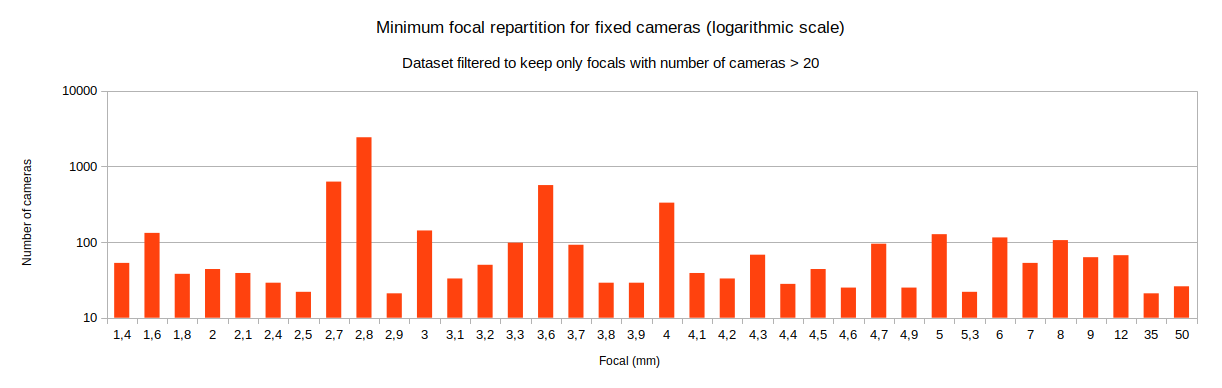 Minimum focal repartition for fixed cameras (logarithmic scale)
Dataset filtered to keep only focals with number of cameras > 20
Number of cameras
10000
1000
100
10
1,4 1,6 1,8 2 2,1 2,4 2,5 2,7 2,8 2,9 3 3,1 3,2 3,3 3,6 3,7 3,8 3,9 4 4,1 4,2 4,3 4,4 4,5 4,6 4,7 4,9 5 5,3 6 7 8 9 12 35 50
Focal (mm)